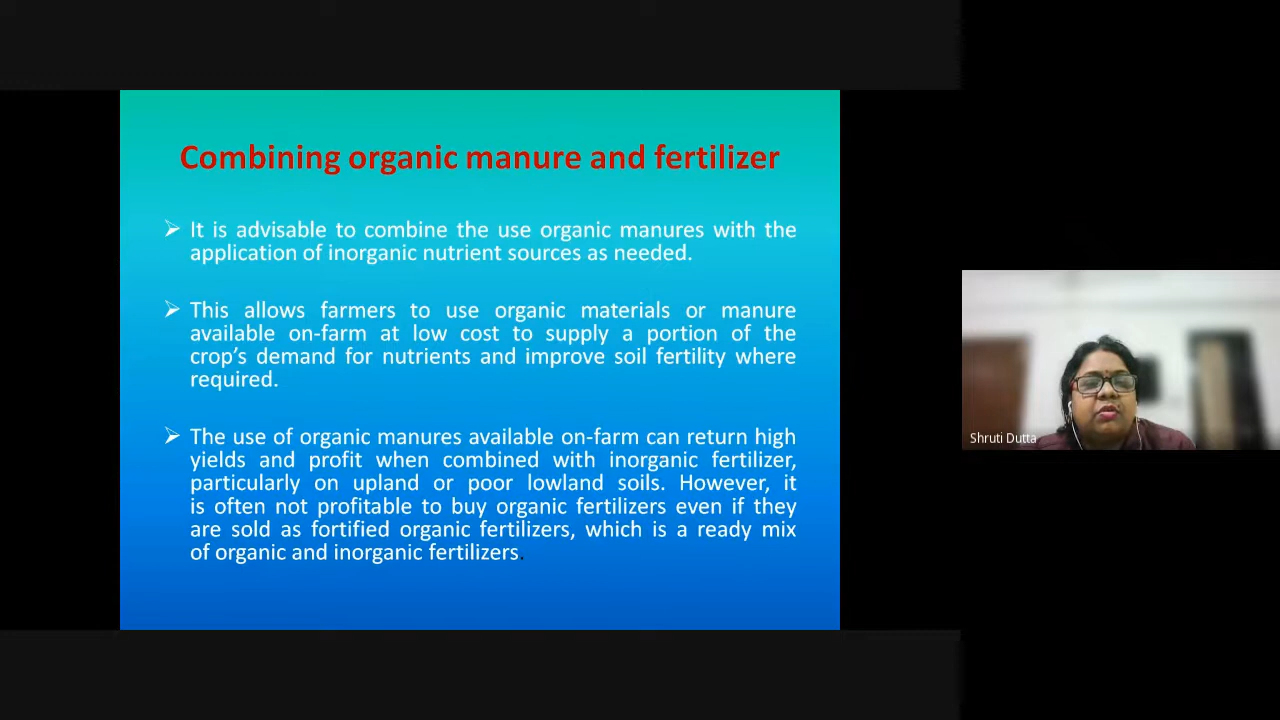 Combining organic manure and fertilizer
➢ It is advisable to combine the use organic manures with the
application of inorganic nutrient sources as needed.
➢ This allows farmers to use organic materials or manure
available on-farm at low cost to supply a portion of the
crop’s demand for nutrients and improve soil fertility where
required.
➢ The use of organic manures available on-farm can return high
yields and profit when combined with inorganic fertilizer,
particularly on upland or poor lowland soils. However, it
is often not profitable to buy organic fertilizers even if they
are sold as fortified organic fertilizers, which is a ready mix
of organic and inorganic fertilizers.
Shruti Dutta